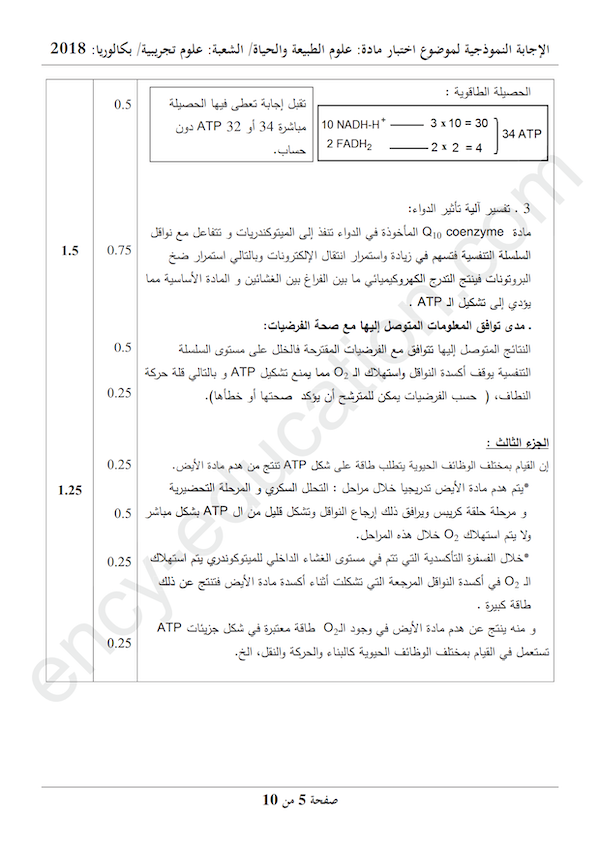 الإجابة النموذجية لموضوع اختبار مادة: علوم الطبيعة والحياة/ الشعبة: علوم تجريبية/ بكالوريا: 2018
الحصيلة الطاقوية :
10 NADH-H+ 3 x 10 = 30
2 FADH2 2 x 2 = 4
34 ATP
تقبل إجابة تعطى فيها الحصيلة
مباشرة 34 أو 32 ATP دون
حساب.
0.5
3 . تفسير آلية تأثير الدواء:
مادة Q10 coenzyme المأخوذة في الدواء تنفذ إلى الميتوكندريات و تتفاعل مع نواقل
السلسلة التنفسية فتسهم في زيادة واستمرار انتقال الإلكترونات وبالتالي استمرار ضخ
البروتونات فينتج التدرج الكهروكيميائي ما بين الفراغ بين الغشائين و المادة الأساسية مما
يؤدي إلى تشكيل الـ ATP .
0.75
1.5
. مدى توافق المعلومات المتوصل إليها مع صحة الفرضيات:
النتائج المتوصل إليها تتوافق مع الفرضيات المقترحة فالخلل على مستوى السلسلة
التنفسية يوقف أكسدة النواقل واستهلاك الـ O2 مما يمنع تشكيل ATP و بالتالي قلة حركة
النطاف، ( حسب الفرضيات يمكن للمترشح أن يؤكد صحتها أو خطأها).
0.5
0.25
الجزء الثالث :
إن القيام بمختلف الوظائف الحيوية يتطلب طاقة على شكل ATP تنتج من هدم مادة الأيض.
*يتم هدم مادة الأيض تدريجيا خلال مراحل : التحلل السكري و المرحلة التحضيرية
و مرحلة حلقة كريبس ويرافق ذلك إرجاع النواقل وتشكل قليل من ال ATP بشكل مباشر
ولا يتم استهلاك O2 خلال هذه المراحل.
*خلال الفسفرة التأكسدية التي تتم في مستوى الغشاء الداخلي للميتوكوندري يتم استهلاك
الـ O2 في أكسدة النواقل المرجعة التي تشكلت أثناء أكسدة مادة الأيض فتنتج عن ذلك
طاقة كبيرة .
و منه ينتج عن هدم مادة الأيض في وجود الـO2 طاقة معتبرة في شكل جزيئات ATP
تستعمل في القيام بمختلف الوظائف الحيوية كالبناء والحركة والنقل، الخ.
0.25
0.5
0.25
0.25
1.25
ency-education.com
صفحة 5 من 10